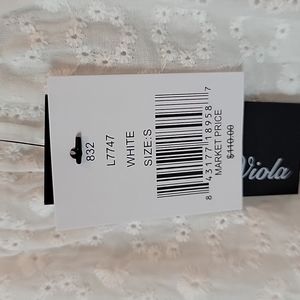 832
L7747
WHITE
SIZE:S
8 43177 18958 7
MARKET PRICE
$110.00
Viola